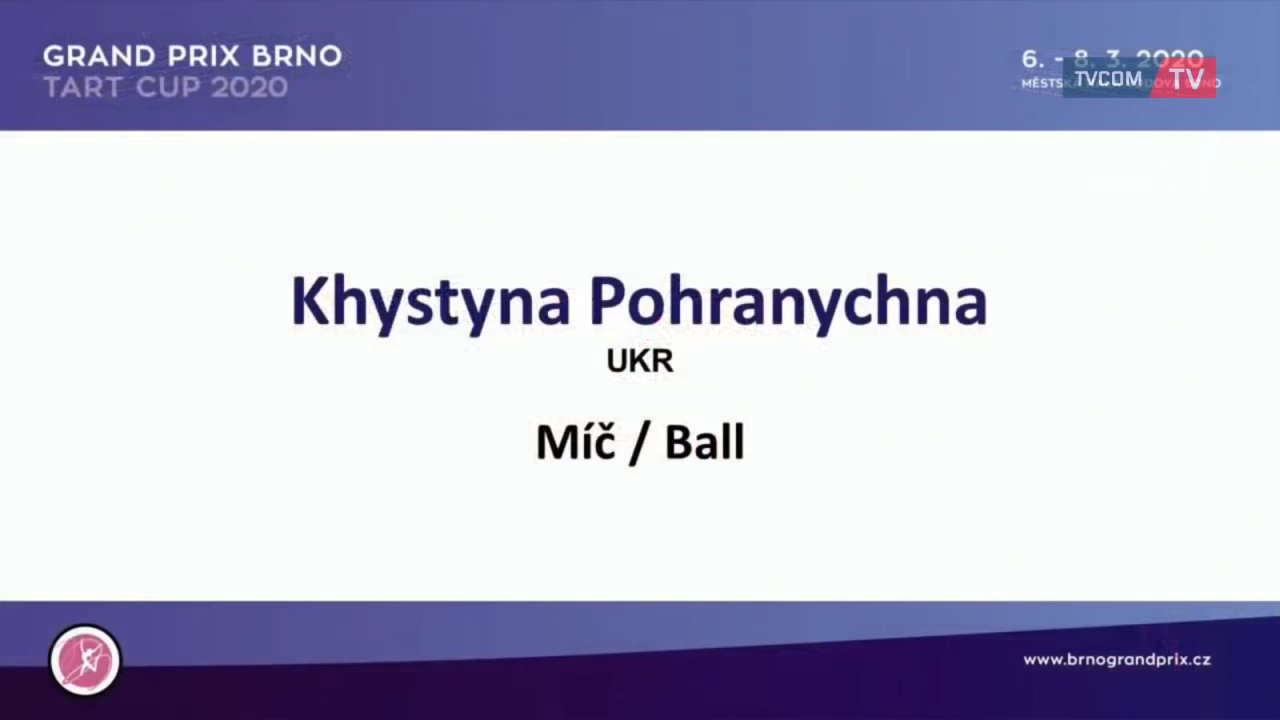 GRAND PRIX BRNO
TART CUP 2020
6. - 8. 3. 2020
TVCOM TV
Khystyna Pohranychna
UKR
Míč / Ball
www.brnograndprix.cz